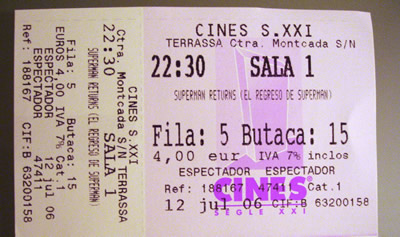 CINES S.XXI
Ctra. Montcada S/N TERRASSA
22:30 SALA 1
SUPERMAN RETURNS (EL REGRESO DE SUPERMAN)
Fila: 5 Butaca: 15
EUROS 4,00 IVA 7% Cat.1
ESPECTADOR ESPECTADOR
Ref: 188167 47411
12 jul 06 CIF:B 63200158
CINES S.XXI
TERRASSA Ctra. Montcada S/N
22:30 SALA 1
SUPERMAN RETURNS (EL REGRESO DE SUPERMAN)
Fila: 5 Butaca: 15
4,00 eur IVA 7% inclos
ESPECTADOR ESPECTADOR
Ref: 188167 47411 Cat.1
12 jul 06 CIF:B 63200158
CINES
SEGLE XXI